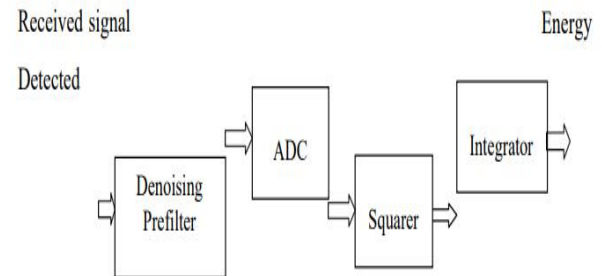 Received signal
Energy
Detected
ADC
Integrator
Denoising
Prefilter
Squarer